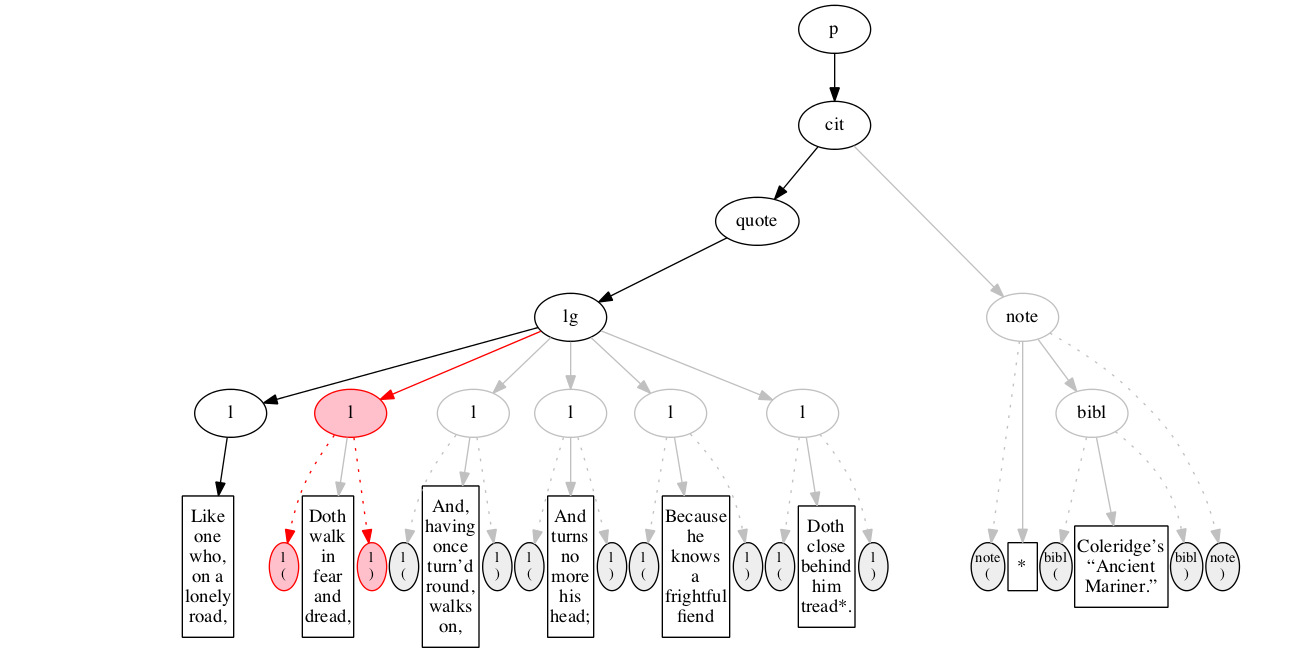 p
cit
quote
lg
note
l
l
l
l
l
l
bibl
Like
one
who,
on a
lonely
road,
l
(
Doth
walk
in
fear
and
dread,
l
)
l
(
And,
having
once
turn’d
round,
walks
on,
l
)
l
(
And
turns
no
more
his
head;
l
)
l
(
Because
he
knows
a
frightful
fiend
l
)
l
(
Doth
close
behind
him
tread*.
l
)
note
(
*
bibl
(
Coleridge’s
“Ancient
Mariner.”
bibl
)
note
)